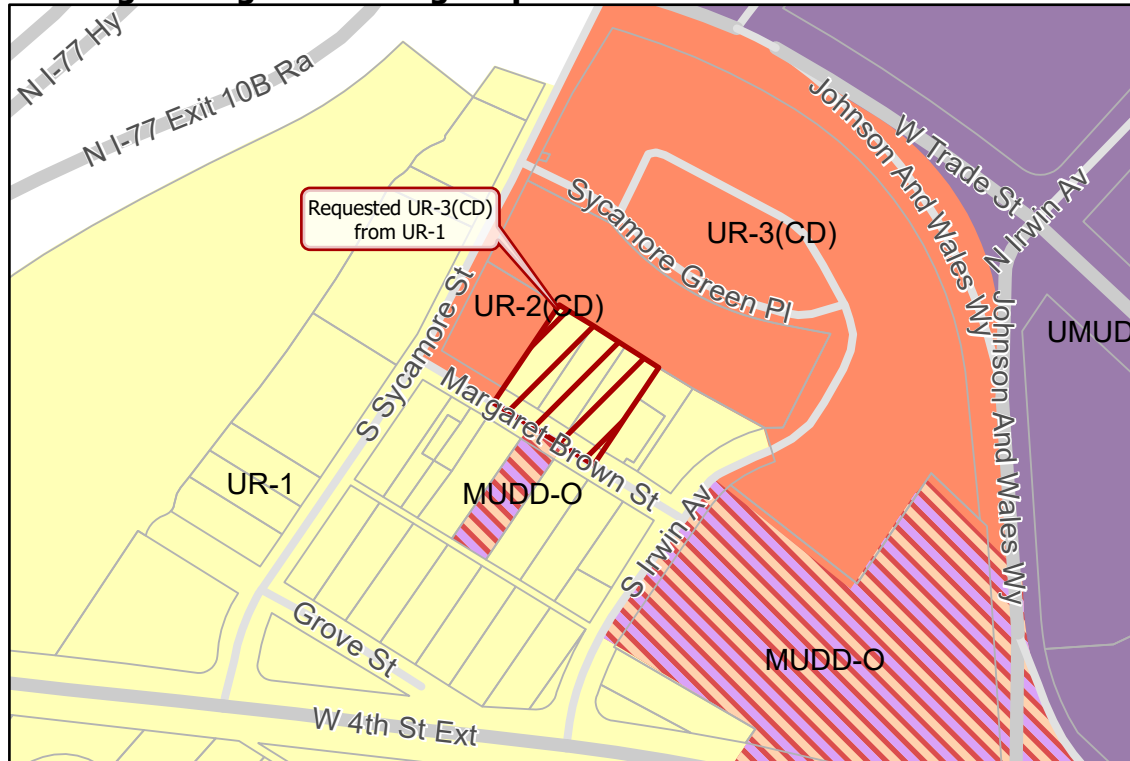 N I-77 Hy
N I-77 Exit 10B Ra
Johnson And Wales Wy
W Trade St
N Irwin Av
Requested UR-3(CD)
from UR-1
Sycamore Green Pl
UR-3(CD)
UR-2(CD)
S Sycamore St
Johnson And Wales Wy
UMUD
Margaret Brown St
UR-1
MUDD-O
S Irwin Av
Grove St
MUDD-O
W 4th St Ext